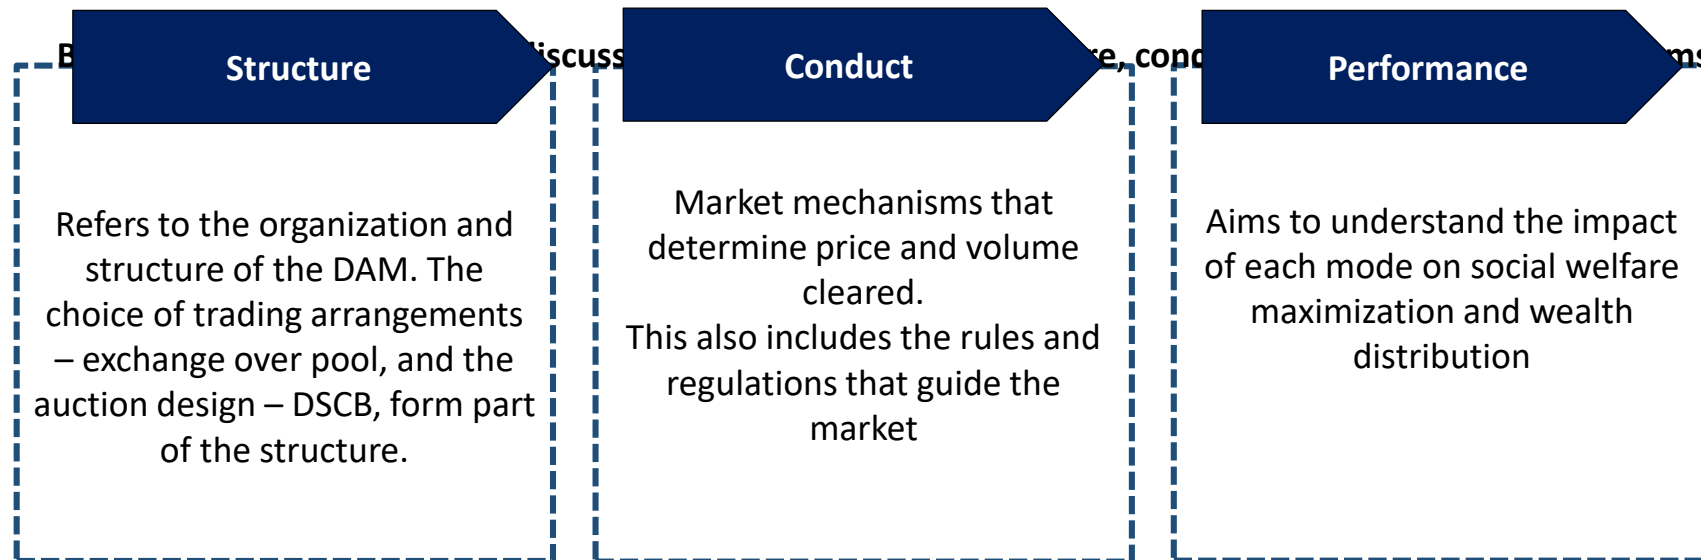 Structure
Conduct
Performance
Refers to the organization and
structure of the DAM. The
choice of trading arrangements
– exchange over pool, and the
auction design – DSCB, form part
of the structure.
Market mechanisms that
determine price and volume
cleared.
This also includes the rules and
regulations that guide the
market
Aims to understand the impact
of each mode on social welfare
maximization and wealth
distribution